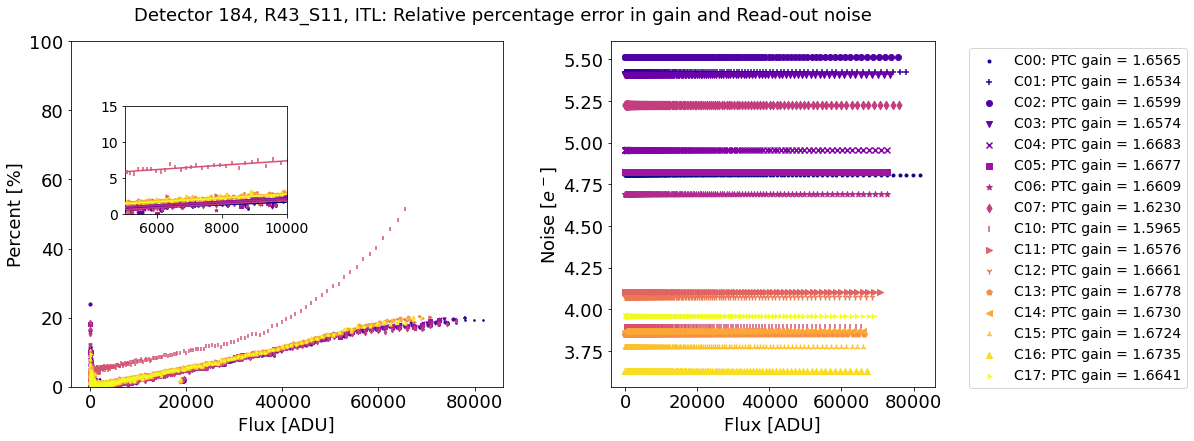 Detector 184, R43_S11, ITL: Relative percentage error in gain and Read-out noise
100
80
60
40
20
0
Percent [%]
15
10
5
0
6000 8000 10000
0 20000 40000 60000 80000
Flux [ADU]
5.50
5.25
5.00
4.75
4.50
4.25
4.00
3.75
Noise [e⁻]
0 20000 40000 60000 80000
Flux [ADU]
C00: PTC gain = 1.6565
C01: PTC gain = 1.6534
C02: PTC gain = 1.6599
C03: PTC gain = 1.6574
C04: PTC gain = 1.6683
C05: PTC gain = 1.6677
C06: PTC gain = 1.6609
C07: PTC gain = 1.6230
C10: PTC gain = 1.5965
C11: PTC gain = 1.6576
C12: PTC gain = 1.6661
C13: PTC gain = 1.6778
C14: PTC gain = 1.6730
C15: PTC gain = 1.6724
C16: PTC gain = 1.6735
C17: PTC gain = 1.6641